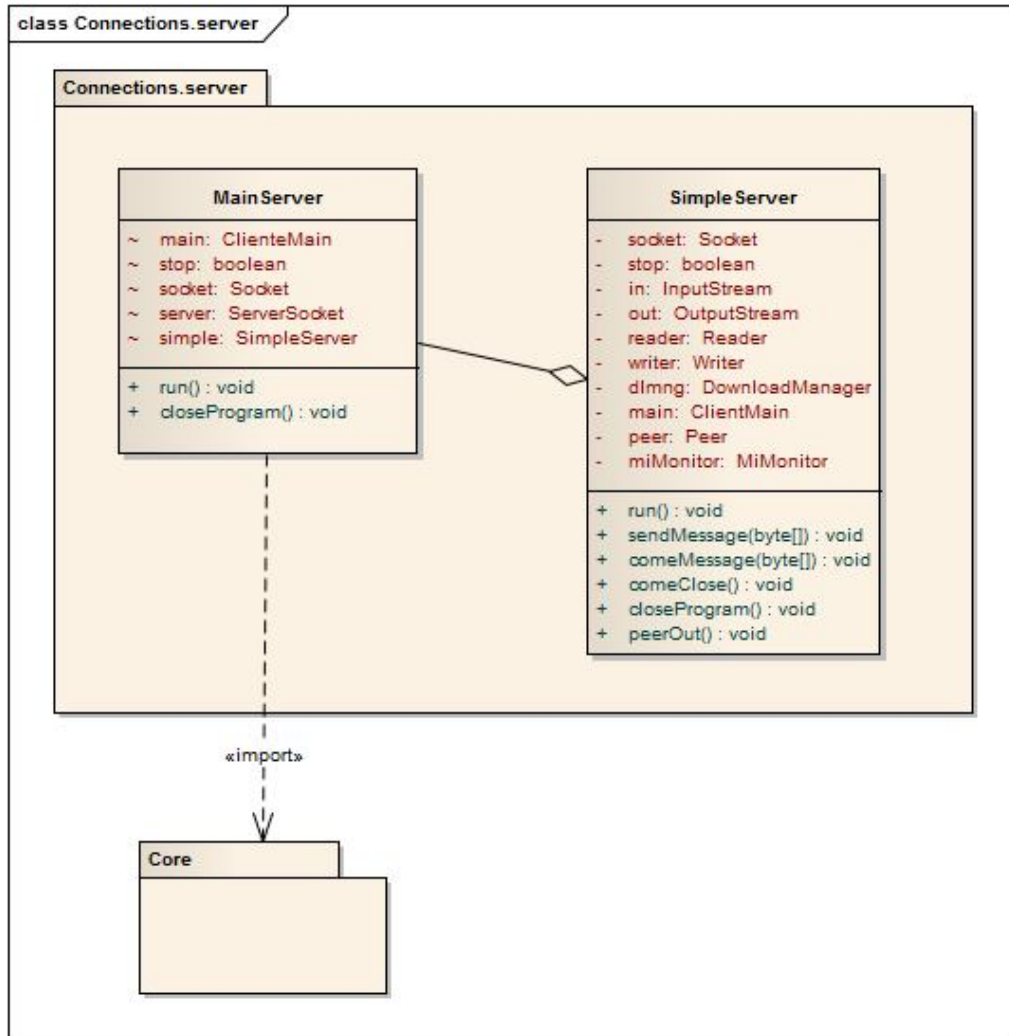 class Connections.server
Connections.server
MainServer
~ main: ClienteMain
~ stop: boolean
~ socket: Socket
~ server: ServerSocket
~ simple: SimpleServer
+ run() : void
+ closeProgram() : void
SimpleServer
- socket: Socket
- stop: boolean
- in: InputStream
- out: OutputStream
- reader: Reader
- writer: Writer
- dlmng: DownloadManager
- main: ClientMain
- peer: Peer
- miMonitor: MiMonitor
+ run() : void
+ sendMessage(byte[]) : void
+ comeMessage(byte[]) : void
+ comeClose() : void
+ closeProgram() : void
+ peerOut() : void
«import»
Core